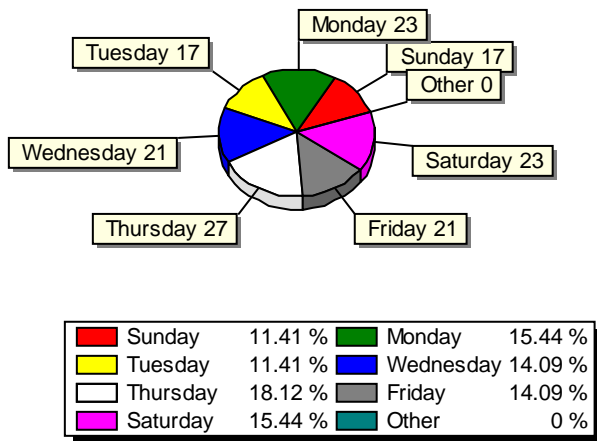 Monday 23
Tuesday 17
Sunday 17
Other 0
Wednesday 21
Saturday 23
Thursday 27
Friday 21
Sunday 11.41 % Monday 15.44 %
Tuesday 11.41 % Wednesday 14.09 %
Thursday 18.12 % Friday 14.09 %
Saturday 15.44 % Other 0 %